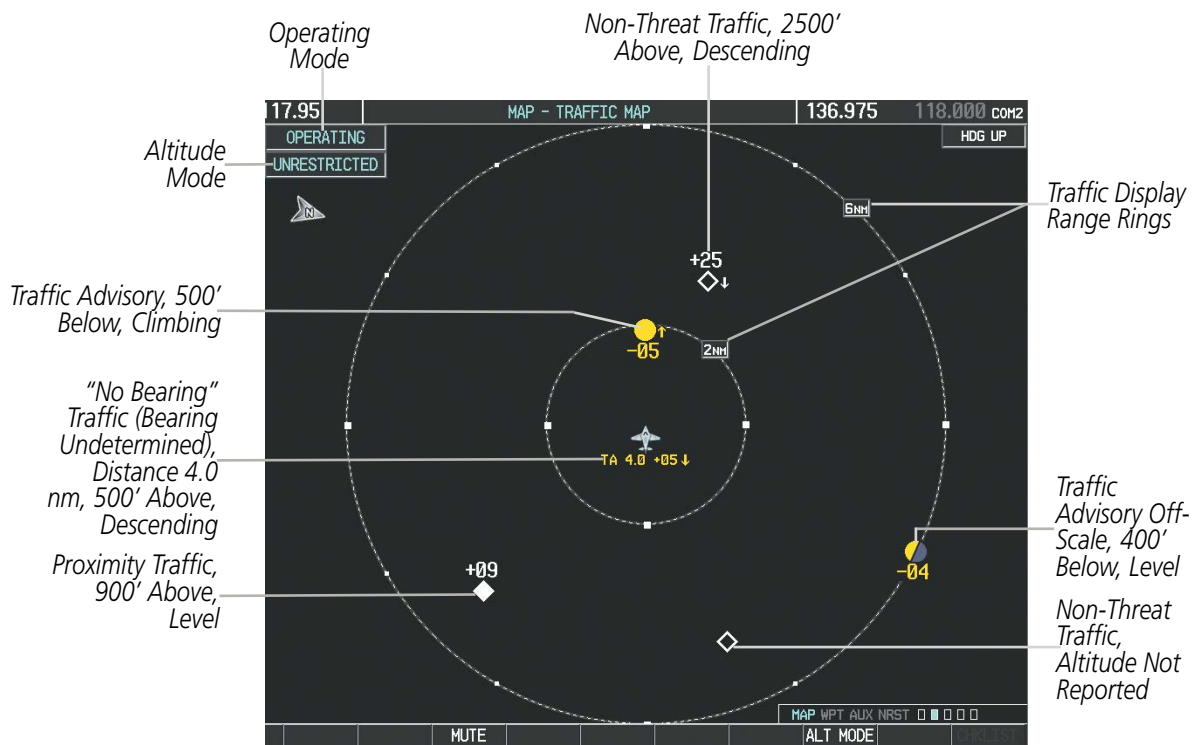 Operating
Mode
Non-Threat Traffic, 2500'
Above, Descending
17.95
MAP - TRAFFIC MAP
136.975
118.000 COM2
OPERATING
HDG UP
UNRESTRICTED
Altitude
Mode
N
6NM
Traffic Display
Range Rings
+25
Traffic Advisory, 500'
Below, Climbing
-05
2NM
"No Bearing"
Traffic (Bearing
Undetermined),
Distance 4.0
nm, 500' Above,
Descending
TA 4.0 +05
Traffic
Advisory Off-
Scale, 400'
Below, Level
-04
Proximity Traffic,
900' Above,
Level
+09
Non-Threat
Traffic,
Altitude Not
Reported
MAP WPT AUX NRST
MUTE
ALT MODE
CHKLIST